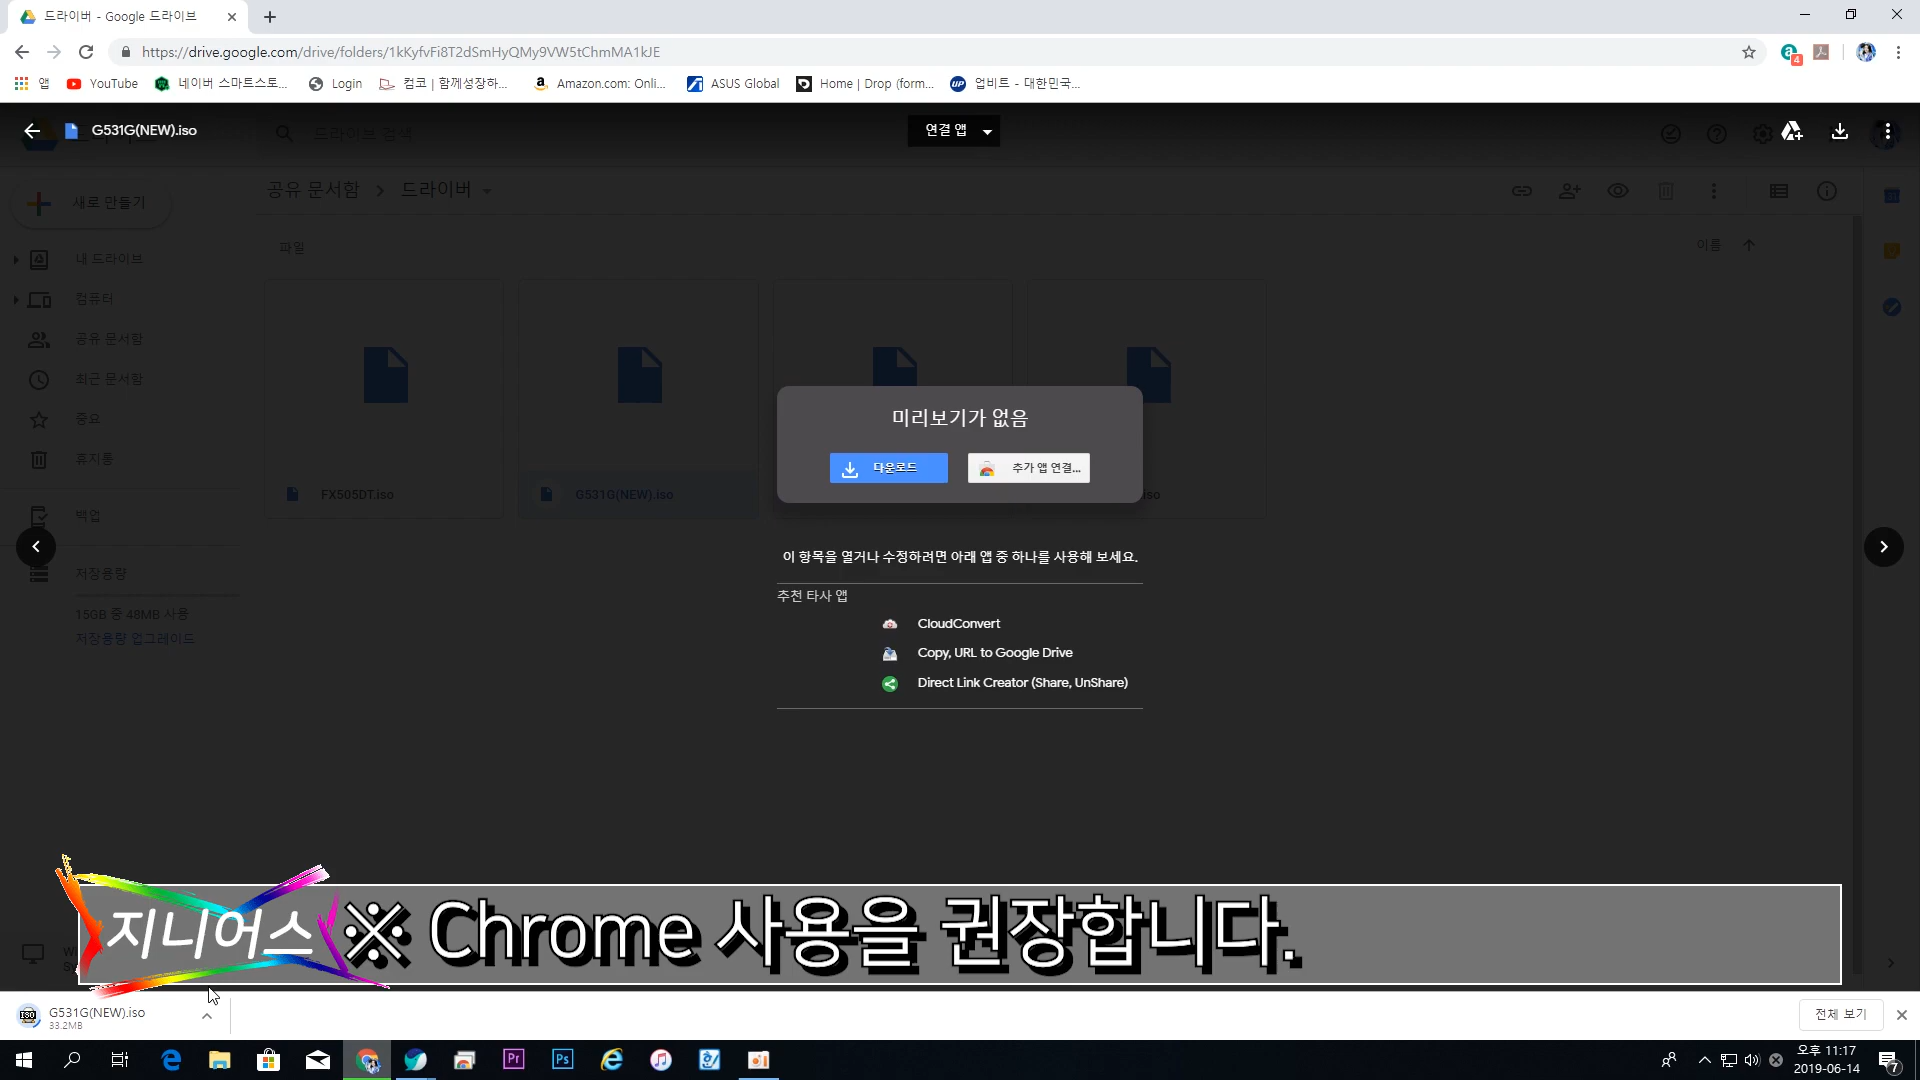 드라이버 - Google 드라이브
https://drive.google.com/drive/folders/1kKyfvFi8T2dSmHyQMy9VW5tChmMA1kJE
앱 YouTube 네이버 스마트스토... Login 컴코 | 함께성장하... Amazon.com: Onli... ASUS Global Home | Drop (form... 업비트 - 대한민국...
G531G(NEW).iso
드라이브 검색
연결 앱
새로 만들기
공유 문서함 > 드라이버
내 드라이브
컴퓨터
공유 문서함
최근 문서함
중요
휴지통
백업
저장용량
15GB 중 48MB 사용
저장용량 업그레이드
파일
이름
FX505DT.iso
G531G(NEW).iso
.iso
미리보기가 없음
다운로드
추가 앱 연결...
이 항목을 열거나 수정하려면 아래 앱 중 하나를 사용해 보세요.
추천 타사 앱
CloudConvert
Copy, URL to Google Drive
Direct Link Creator (Share, UnShare)
지니어스 ※ Chrome 사용을 권장합니다.
G531G(NEW).iso
33.2MB
전체 보기
오후 11:17
2019-06-14
7